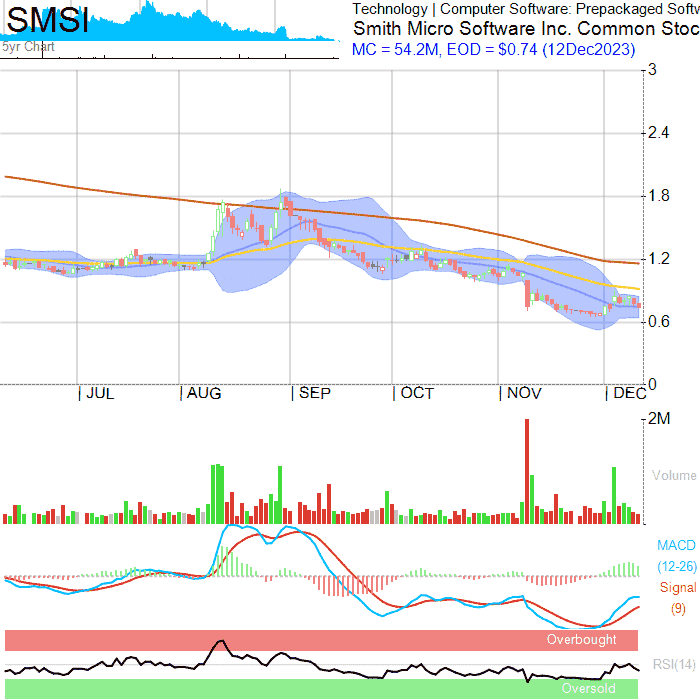 SMSI
5yr Chart
Technology | Computer Software: Prepackaged Softw
Smith Micro Software Inc. Common Stoc
MC = 54.2M, EOD = $0.74 (12Dec2023)
3
2.4
1.8
1.2
0.6
0
| JUL | AUG | SEP | OCT | NOV | DEC
2M
Volume
MACD
(12-26)
Signal
(9)
Overbought
RSI(14)
Oversold